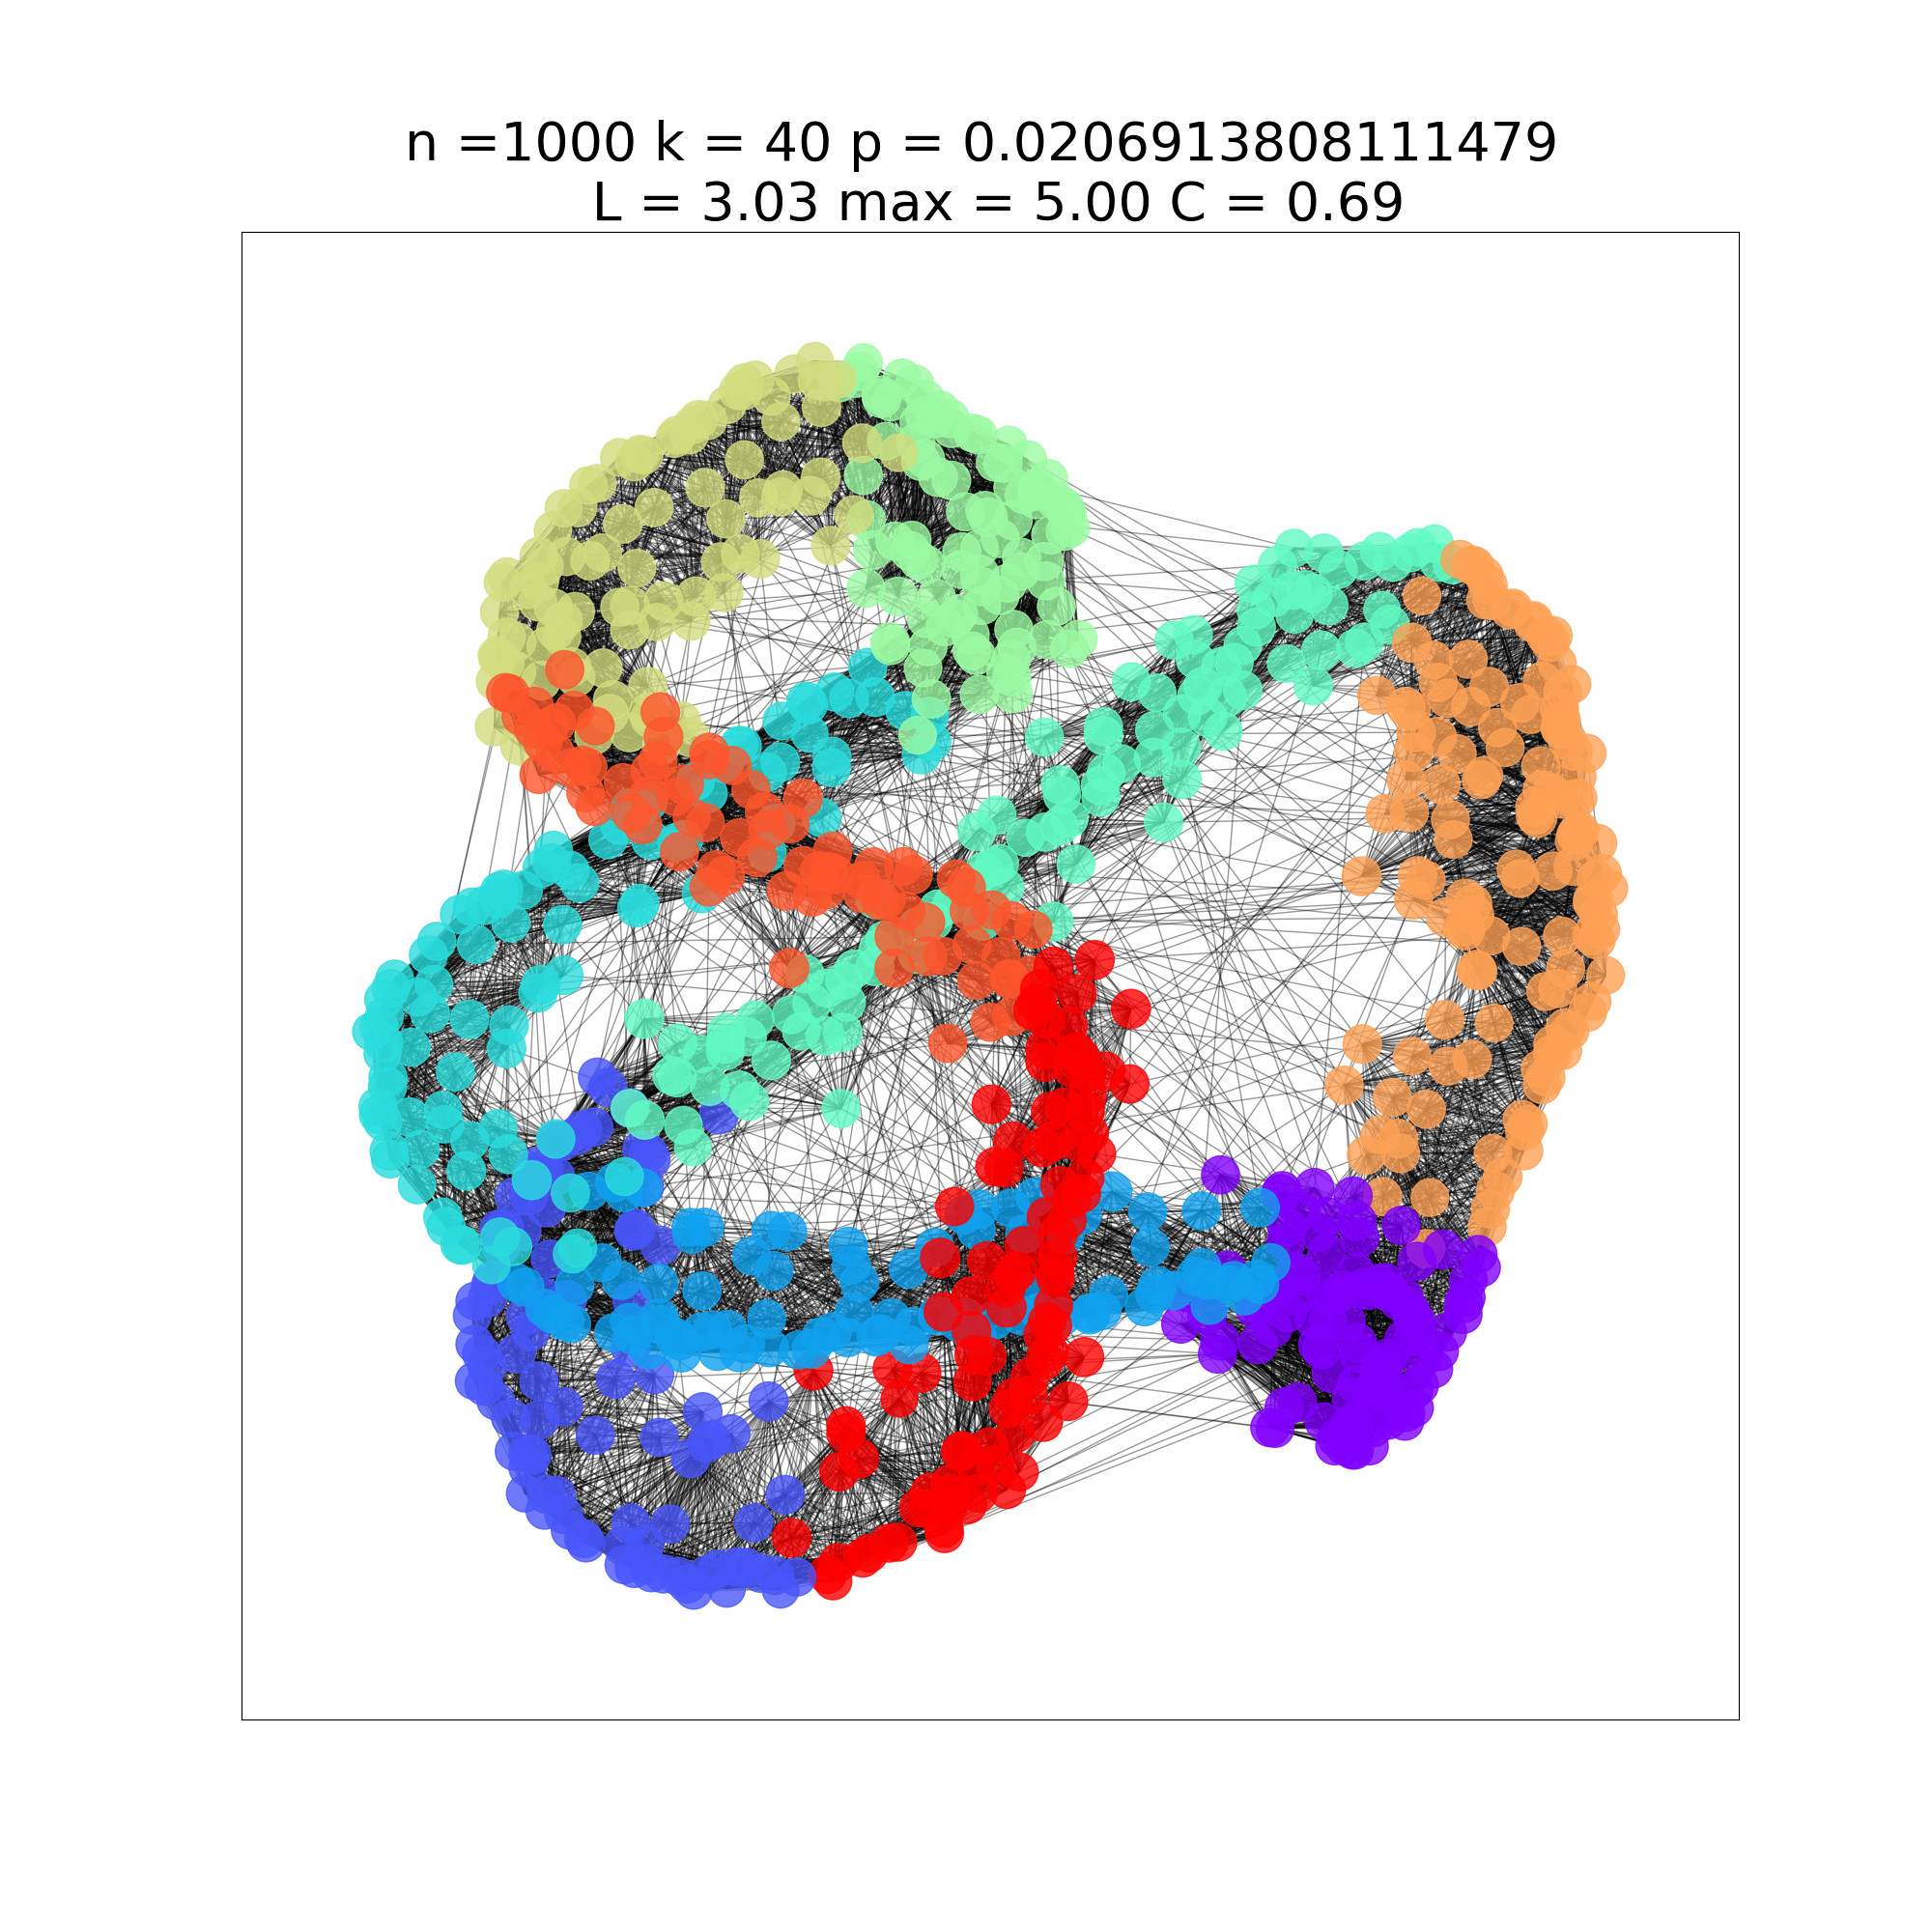 n =1000 k = 40 p = 0.0206913808111479
L = 3.03 max = 5.00 C = 0.69